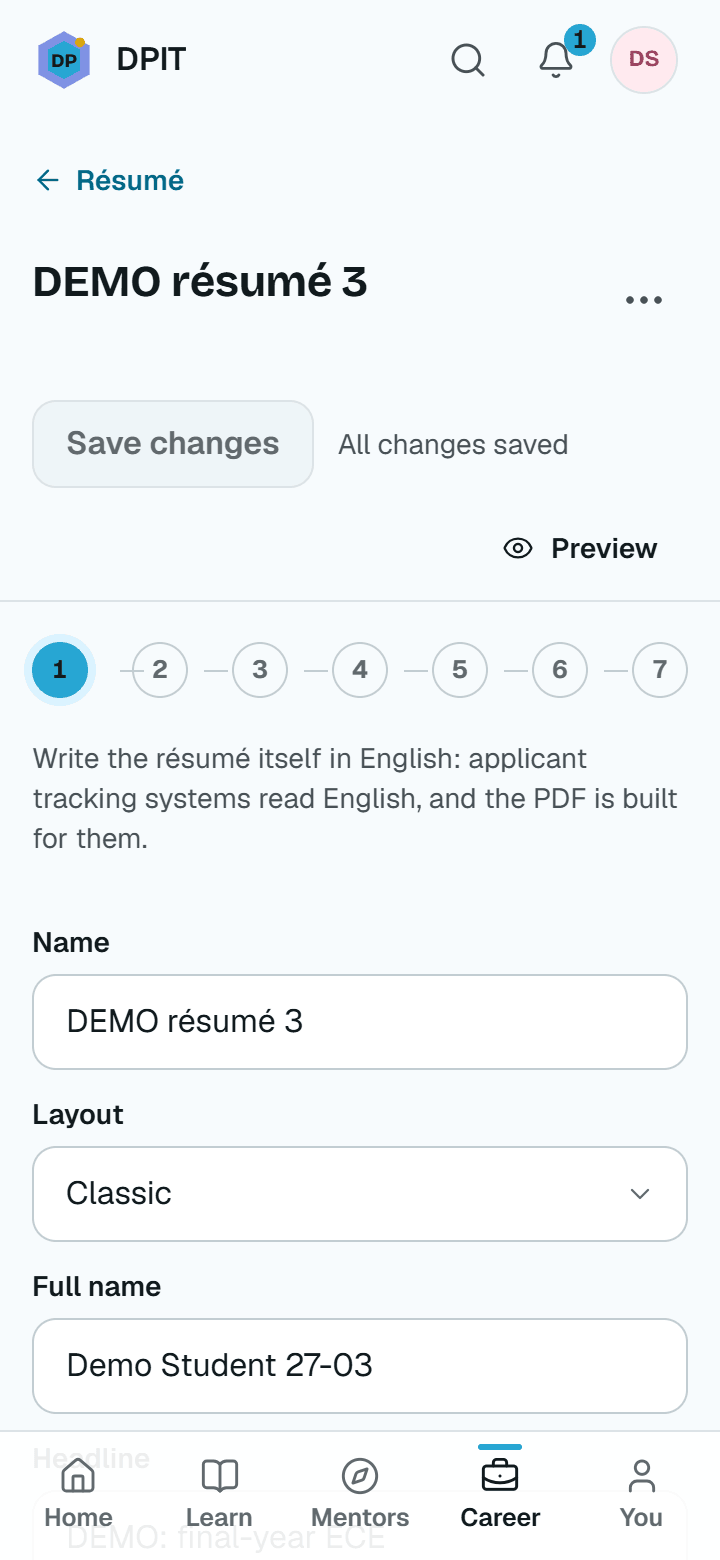 DP
DPIT
1
DS
Résumé
DEMO résumé 3
Save changes
All changes saved
Preview
1
2
3
4
5
6
7
Write the résumé itself in English: applicant
tracking systems read English, and the PDF is built
for them.
Name
DEMO résumé 3
Layout
Classic
Full name
Demo Student 27-03
Headline
DEMO: final-year ECE
Home
Learn
Mentors
Career
You